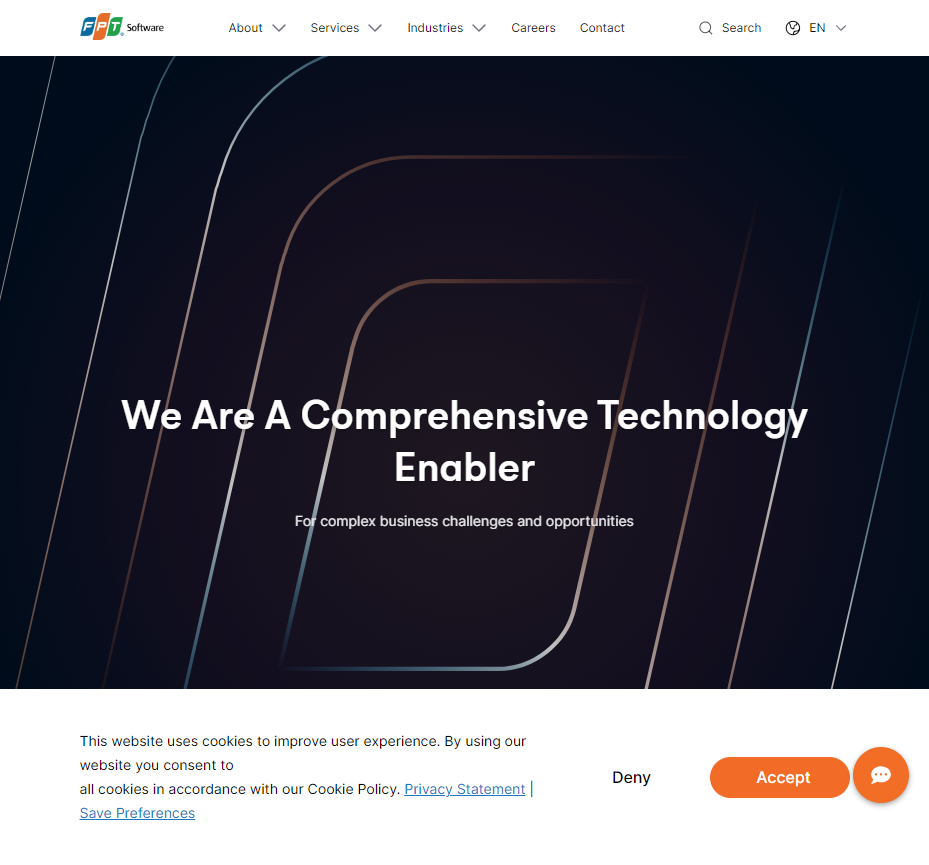 FPT Software
About
Services
Industries
Careers
Contact
Search
EN
We Are A Comprehensive Technology
Enabler
For complex business challenges and opportunities
This website uses cookies to improve user experience. By using our
website you consent to
all cookies in accordance with our Cookie Policy. Privacy Statement |
Save Preferences
Deny
Accept